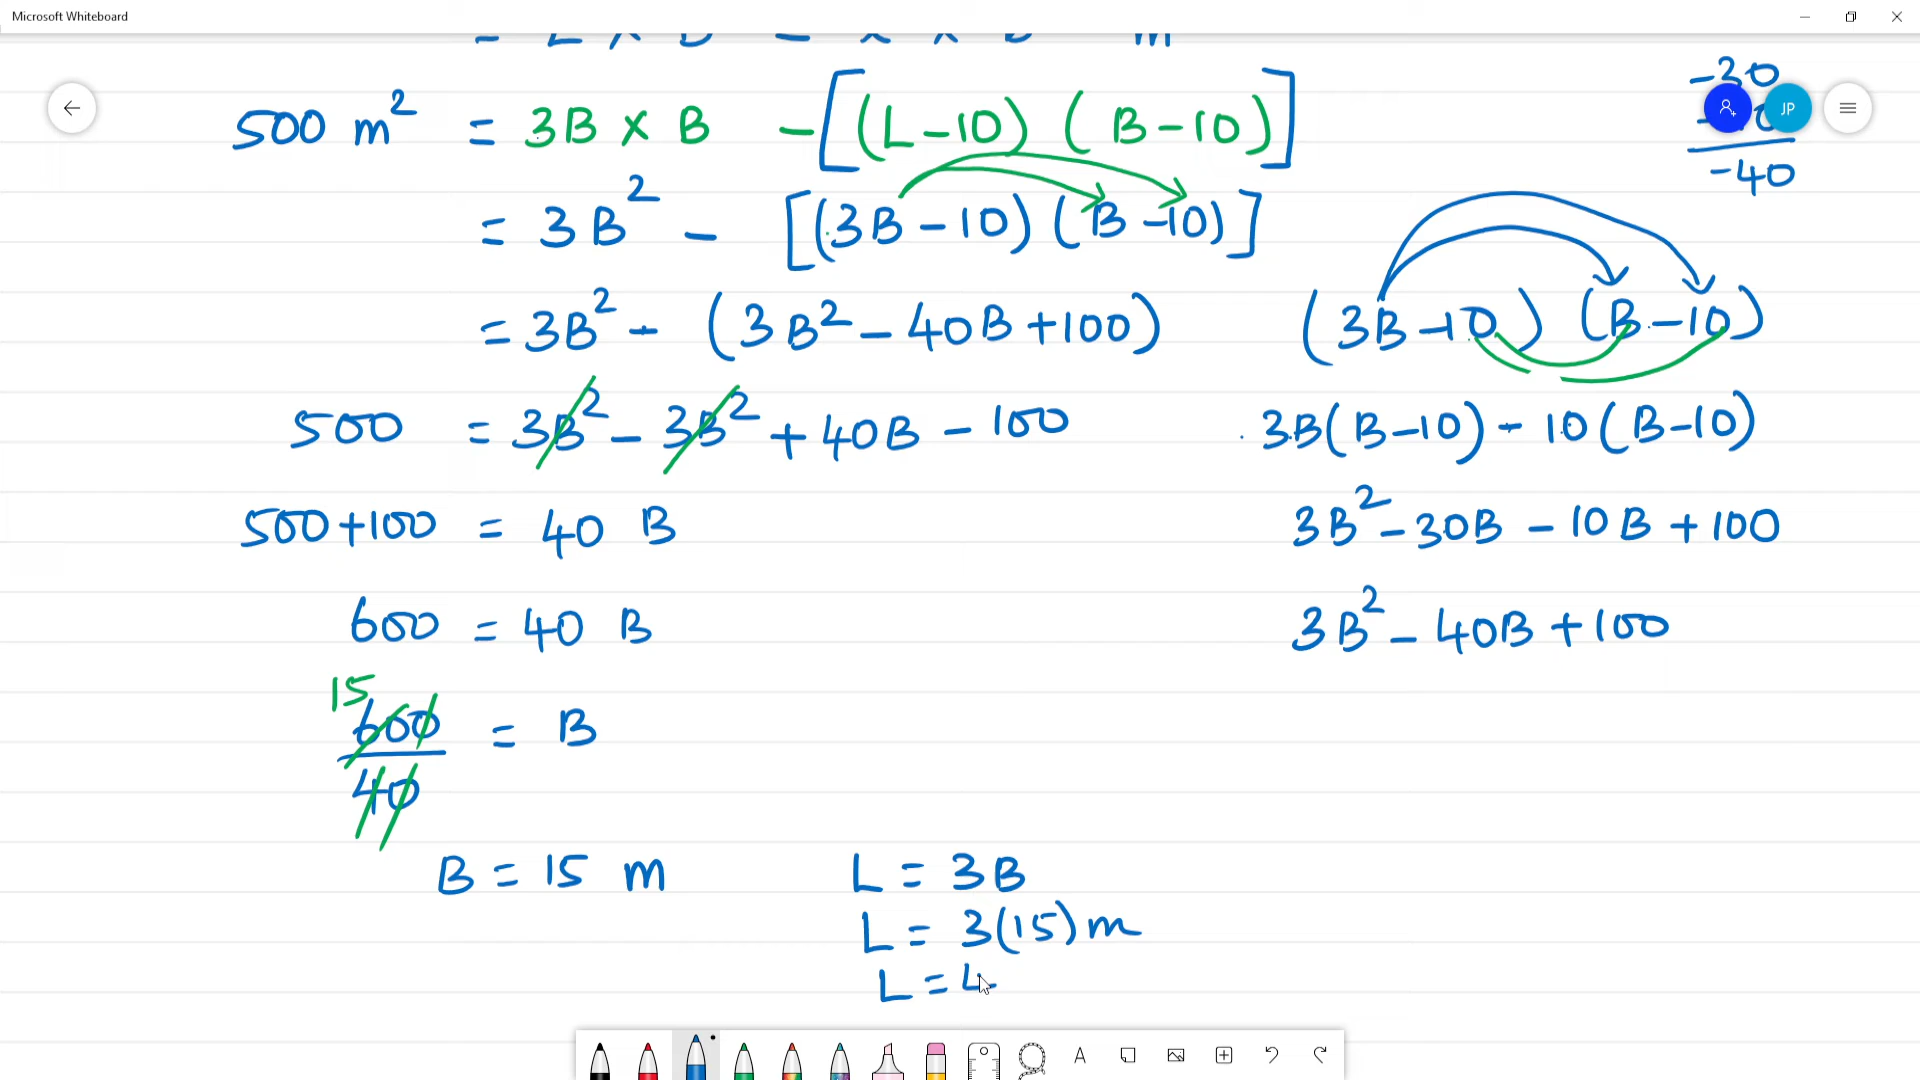 Microsoft Whiteboard
500 m² = 3B × B - [(L-10) (B-10)]
= 3B² - [(3B-10)(B-10)]
= 3B² - (3B² - 40B + 100)
500 = 3B² - 3B² + 40B - 100
500+100 = 40 B
600 = 40 B
15
600
40
= B
B = 15 m
L = 3B
L = 3(15) m
L = 4
-30
-40
JP
(3B-10) (B-10)
3B(B-10) - 10(B-10)
3B² - 30B - 10B + 100
3B² - 40B + 100
A